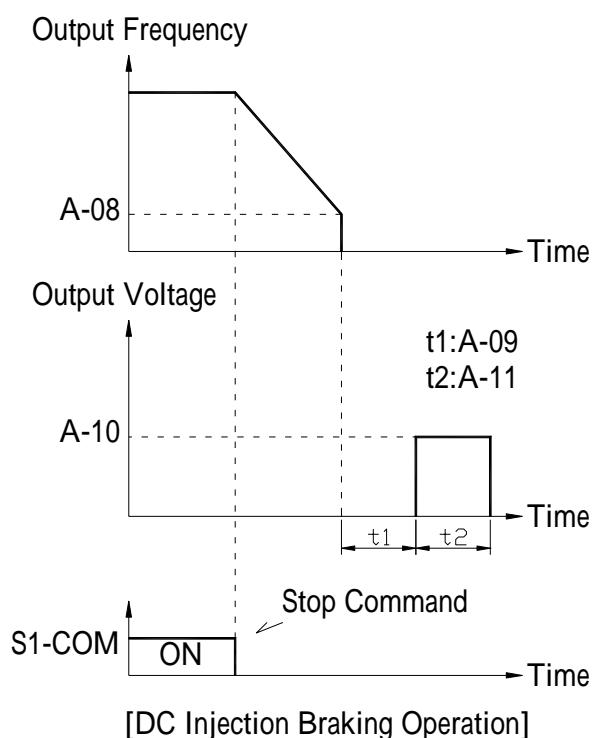 Output Frequency
A-08
Time
Output Voltage
t1:A-09
t2:A-11
A-10
Time
t1 t2
Stop Command
S1-COM
ON
Time
[DC Injection Braking Operation]